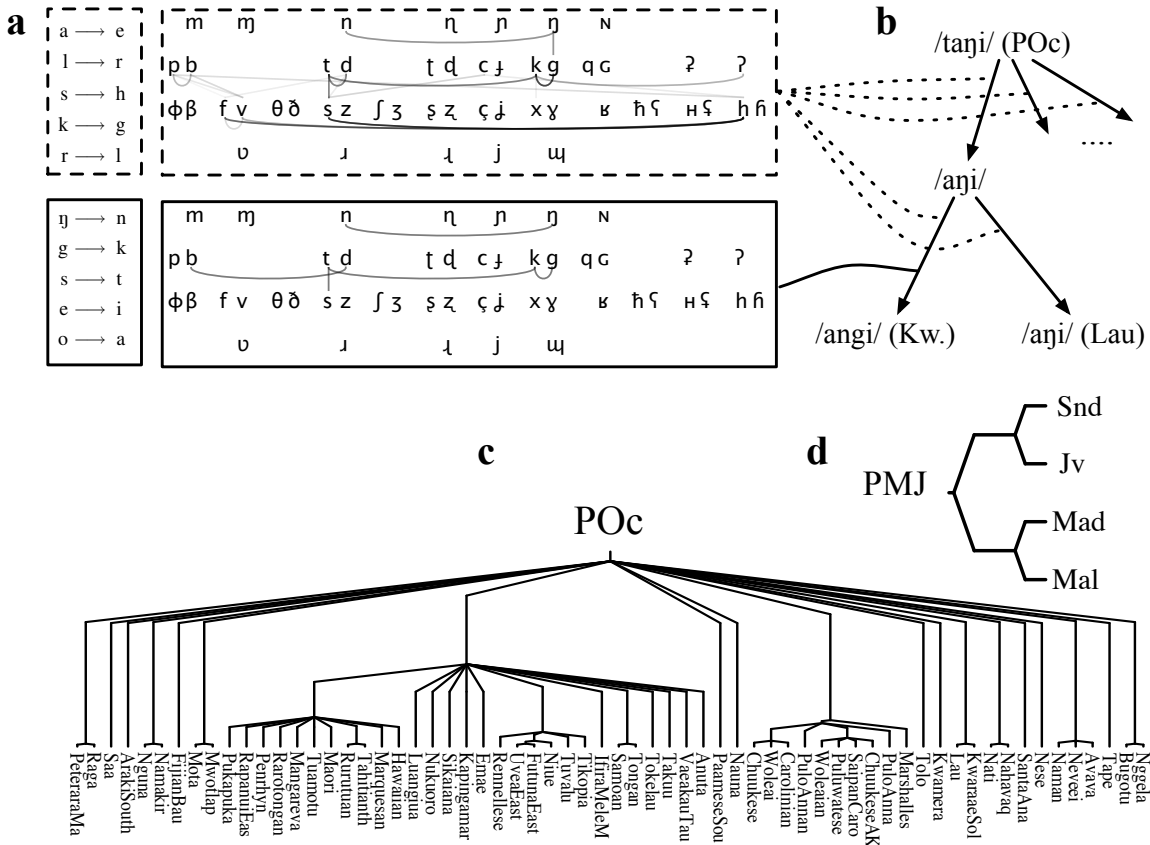 a
a → e
l → r
s → h
k → g
r → l
m ɱ n ɳ ɲ ŋ ɴ
p b t d ʈ ɖ c ɟ k g q ɢ ʡ ʔ
ɸ β f v θ ð s z ʃ ʒ ʂ ʐ ç ʝ x ɣ ʁ ħ ʕ ʜ ʢ h ɦ
ʋ ɹ ɻ j ɰ
ŋ → n
g → k
s → t
e → i
o → a
m ɱ n ɳ ɲ ŋ ɴ
p b t d ʈ ɖ c ɟ k g q ɢ ʡ ʔ
ɸ β f v θ ð s z ʃ ʒ ʂ ʐ ç ʝ x ɣ ʁ ħ ʕ ʜ ʢ h ɦ
ʋ ɹ ɻ j ɰ
b
/taŋi/ (POc)
....
/aŋi/
/angi/ (Kw.)
/aŋi/ (Lau)
c
POc
PeteraraMa
Raga
Saa
ArakiSouth
Nguna
Namakir
FijianBau
Mota
Mwotlap
Pukapuka
RapanuiEas
Penrhyn
Rarotongan
Mangareva
Tuamotu
Maori
Rurutuan
Tahitianth
Marquesan
Hawaiian
Luangiua
Nukuoro
Sikaiana
Kapingamar
Emae
Rennellese
UveaEast
FutunaEast
Niue
Tuvalu
Tikopia
IfiraMeleM
Samoan
Tongan
Tokelau
Takuu
VaeakauTau
Anuta
PaameseSou
Nauna
Chuukese
Woleai
Carolinian
PuloAnnan
Woleaian
Puluwatese
SaipanCaro
ChuukeseAK
PuloAnna
Marshalles
Tolo
Kwamera
Lau
KwaraaeSol
Nati
Nahavaq
SantaAna
Nese
Naman
Neveei
Avava
Tape
Bugotu
Nggela
d
PMJ
Snd
Jv
Mad
Mal